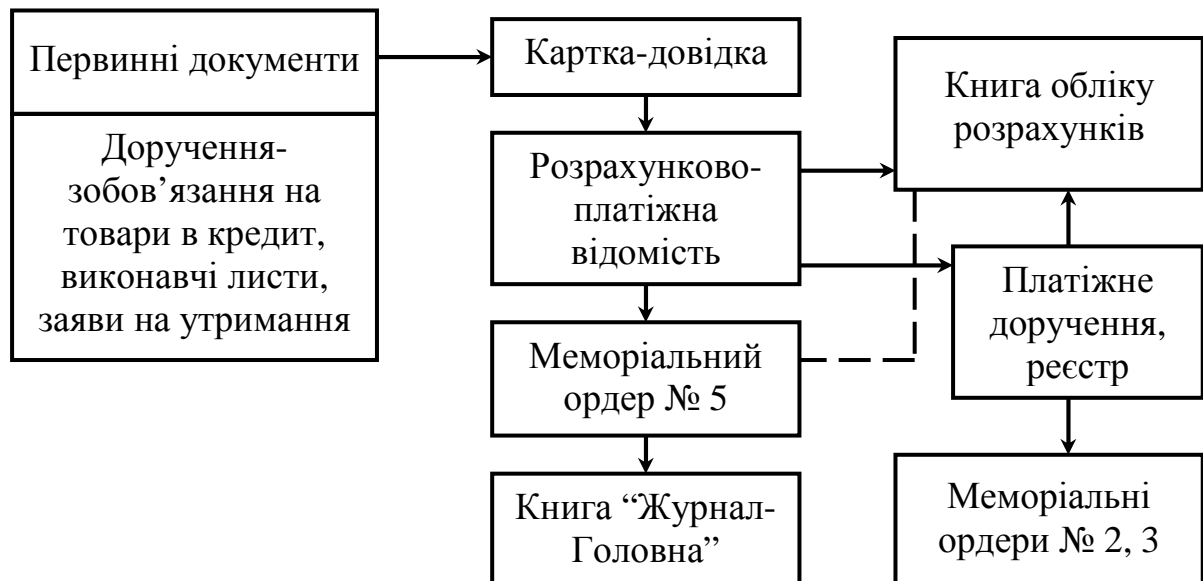 Первинні документи
Доручення-
зобов’язання на
товари в кредит,
виконавчі листи,
заяви на утримання
Картка-довідка
Розрахунково-
платіжна
відомість
Меморіальний
ордер № 5
Книга “Журнал-
Головна”
Книга обліку
розрахунків
Платіжне
доручення,
реєстр
Меморіальні
ордери № 2, 3